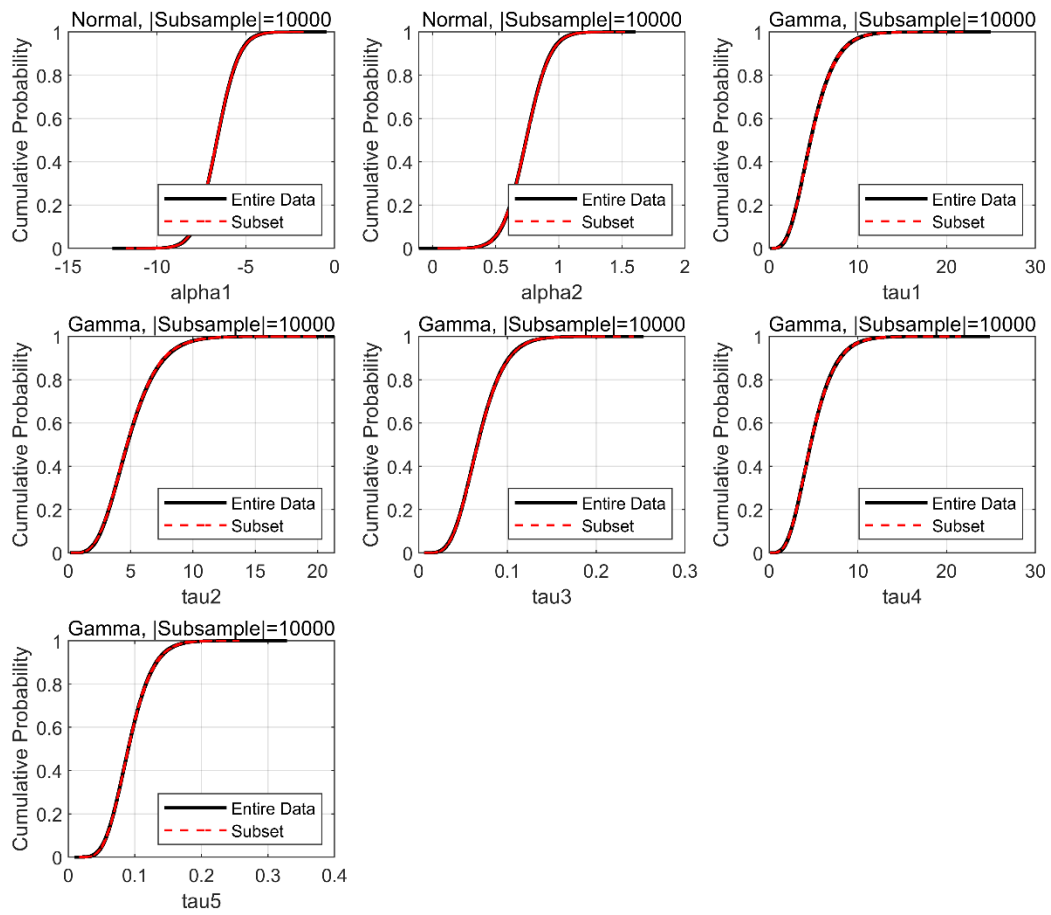 Normal, |Subsample|=10000
Cumulative Probability
1
0.8
0.6
0.4
0.2
0
-15
-10
-5
0
alpha1
Entire Data
Subset
Normal, |Subsample|=10000
Cumulative Probability
1
0.8
0.6
0.4
0.2
0
0
0.5
1
1.5
2
alpha2
Entire Data
Subset
Gamma, |Subsample|=10000
Cumulative Probability
1
0.8
0.6
0.4
0.2
0
0
10
20
30
tau1
Entire Data
Subset
Gamma, |Subsample|=10000
Cumulative Probability
1
0.8
0.6
0.4
0.2
0
0
5
10
15
20
tau2
Entire Data
Subset
Gamma, |Subsample|=10000
Cumulative Probability
1
0.8
0.6
0.4
0.2
0
0
0.1
0.2
0.3
tau3
Entire Data
Subset
Gamma, |Subsample|=10000
Cumulative Probability
1
0.8
0.6
0.4
0.2
0
0
10
20
30
tau4
Entire Data
Subset
Gamma, |Subsample|=10000
Cumulative Probability
1
0.8
0.6
0.4
0.2
0
0
0.1
0.2
0.3
0.4
tau5
Entire Data
Subset